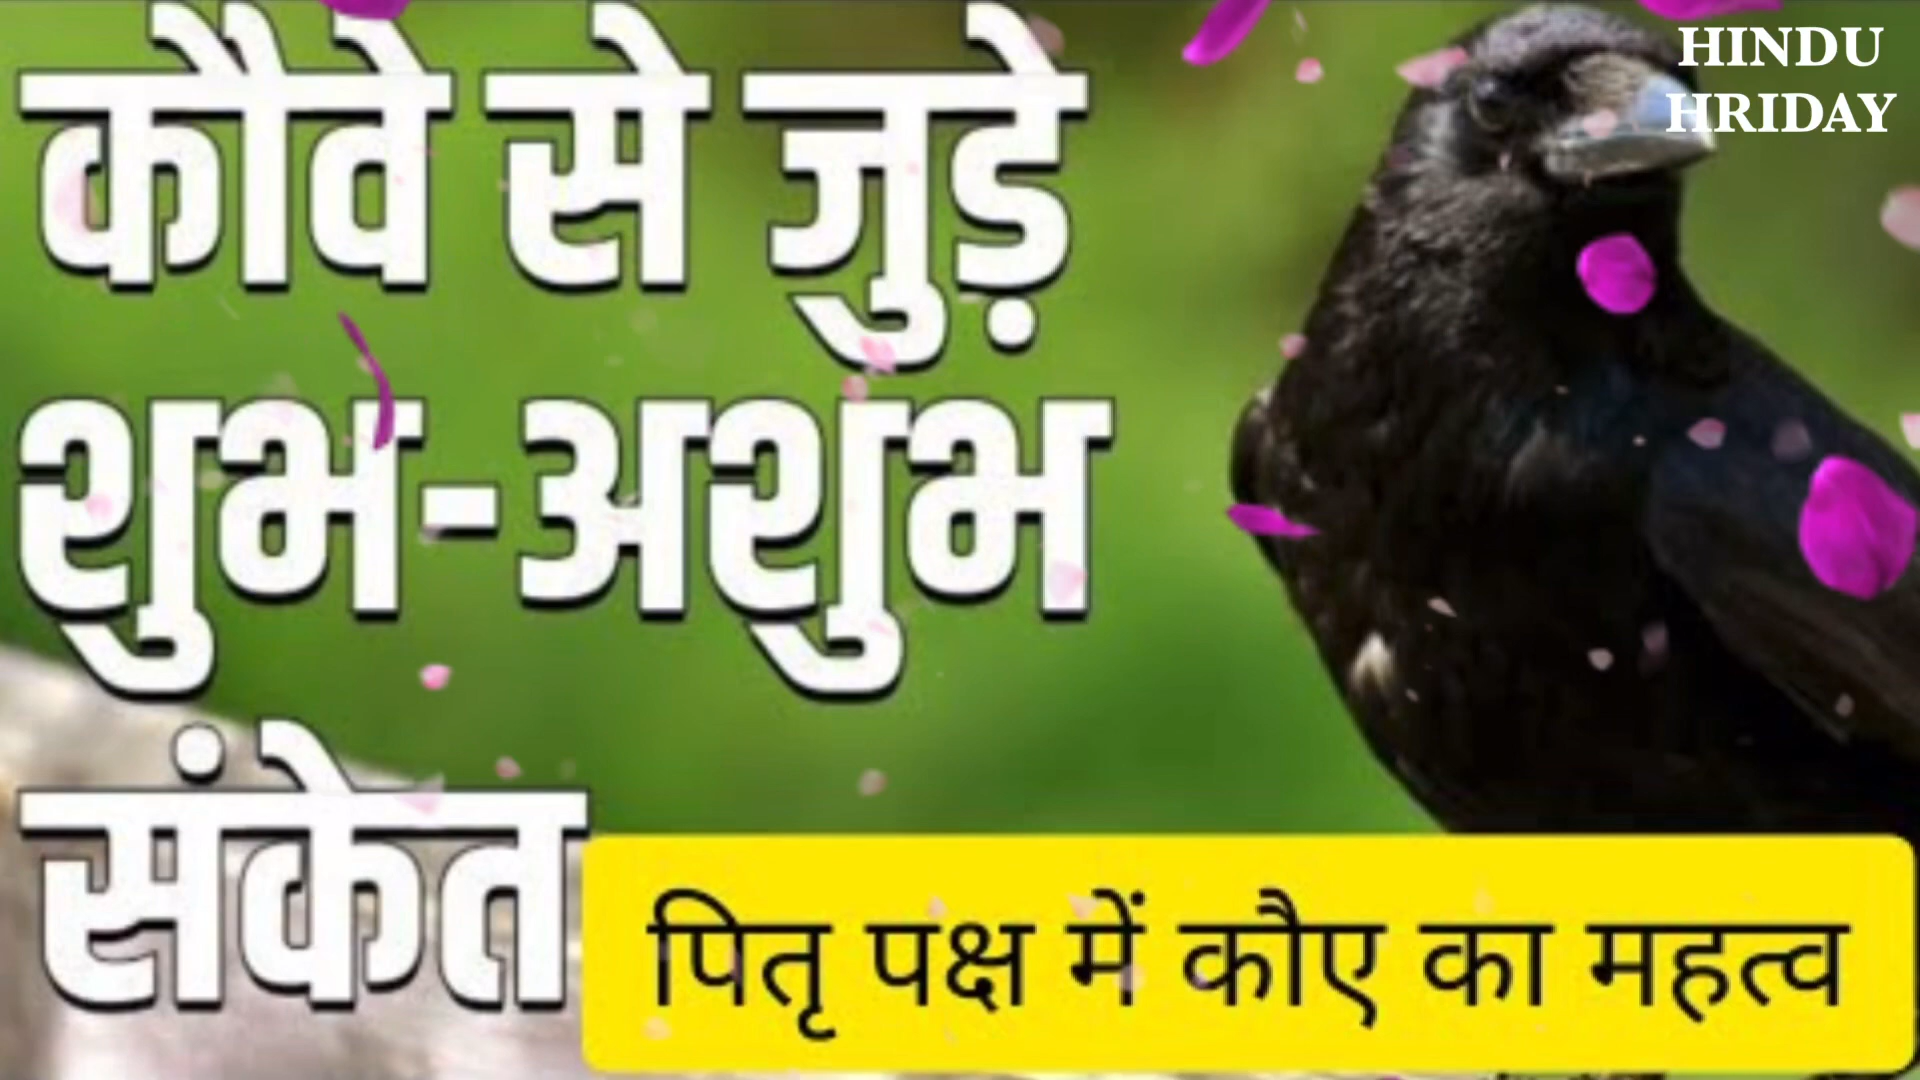 कौवे से जुड़े
शुभ-अशुभ
संकेत
पितृ पक्ष में कौए का महत्व
HINDU
HRIDAY